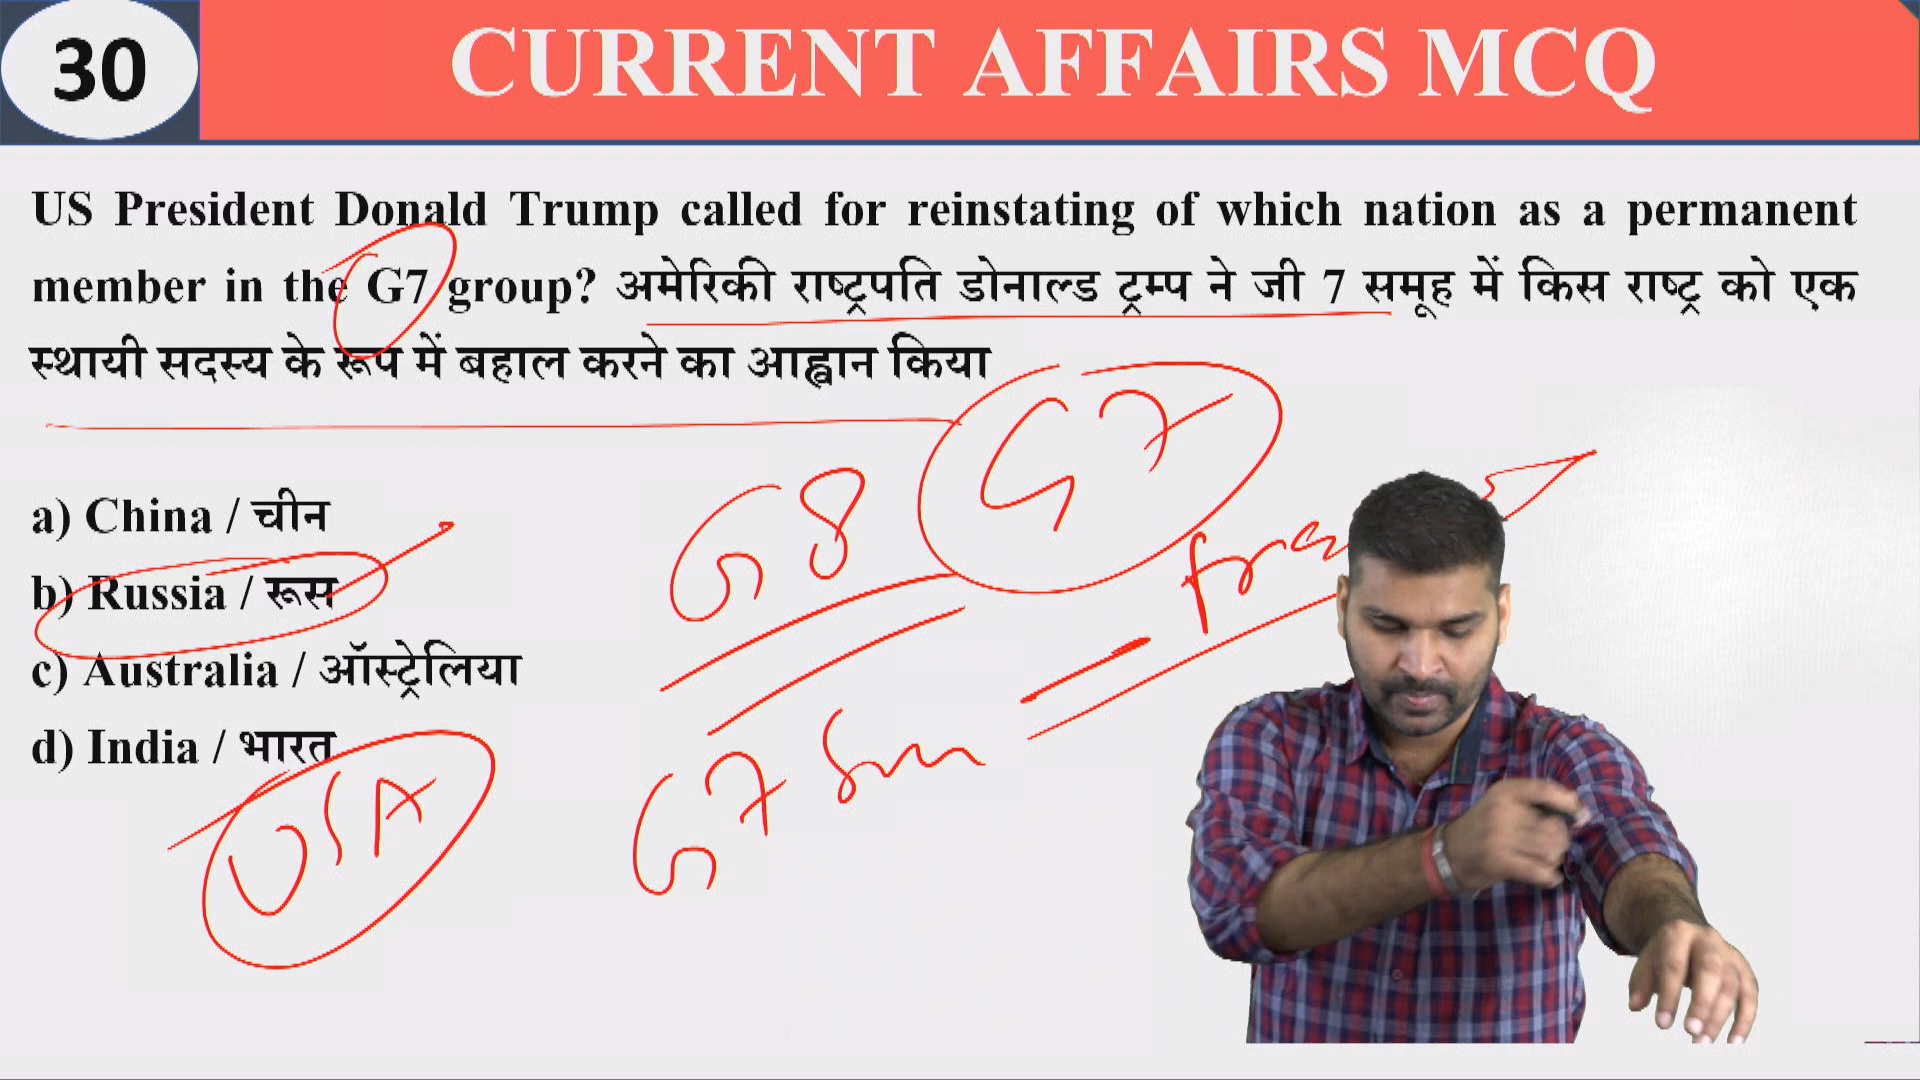 30
CURRENT AFFAIRS MCQ
US President Donald Trump called for reinstating of which nation as a permanent
member in the G7 group? अमेरिकी राष्ट्रपति डोनाल्ड ट्रम्प ने जी 7 समूह में किस राष्ट्र को एक
स्थायी सदस्य के रूप में बहाल करने का आह्वान किया
G7
a) China / चीन
G8
b) Russia / रूस
c) Australia / ऑस्ट्रेलिया
d) India / भारत
G7
USA